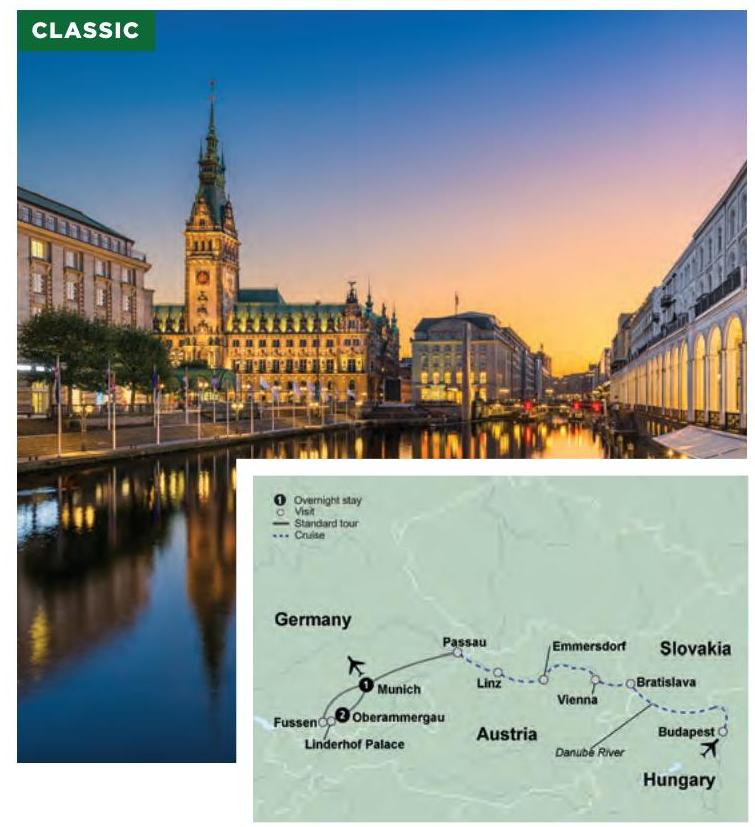 CLASSIC
1 Overnight stay
Visit
Standard tour
Cruise
Germany
Passau
Emmersdorf
Slovakia
Linz
Bratislava
1 Munich
Vienna
Fussen
2 Oberammergau
Linderhof Palace
Austria
Budapest
Danube River
Hungary